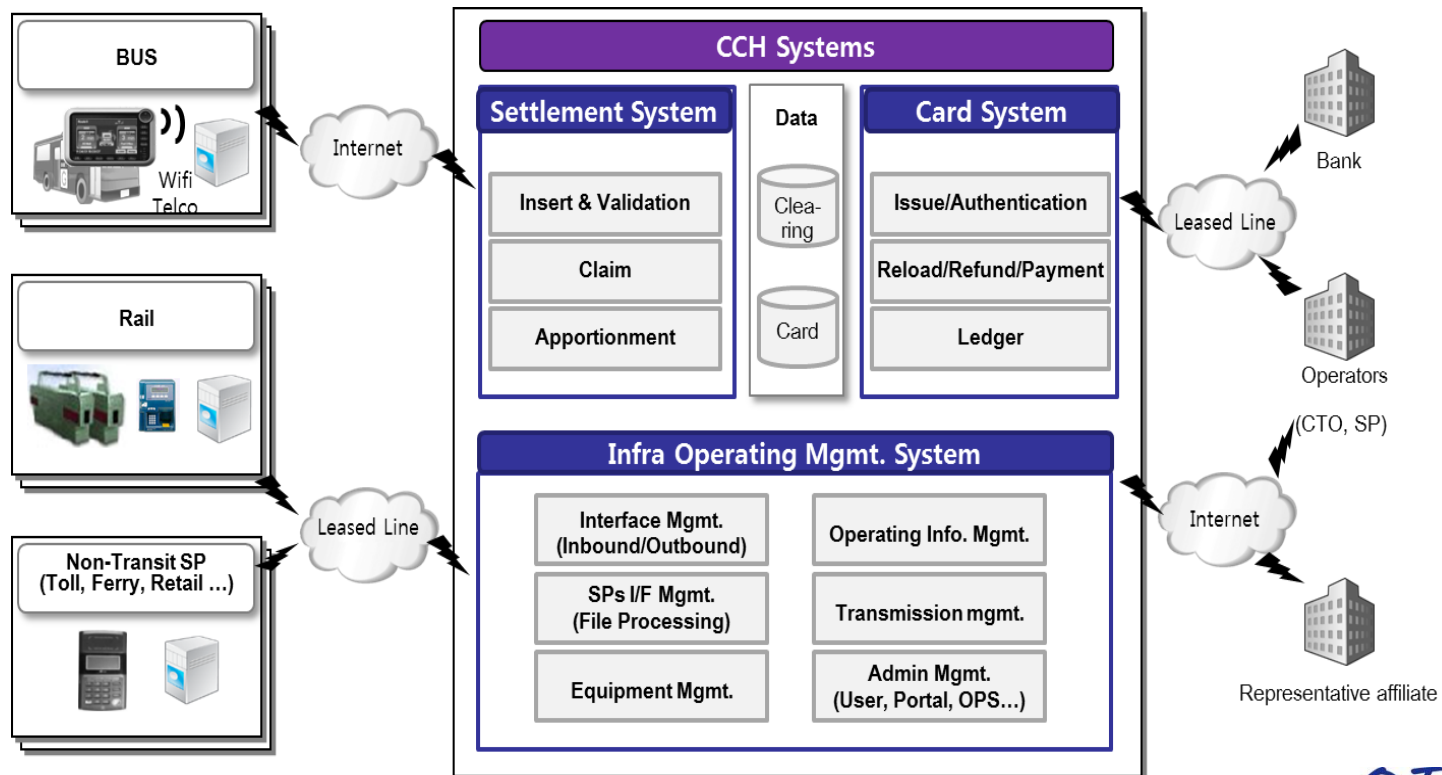 BUS
Wifi
Telco
Internet
Rail
Leased Line
Non-Transit SP
(Toll, Ferry, Retail ...)
CCH Systems
Settlement System
Insert & Validation
Claim
Apportionment
Data
Clea-
ring
Card
Card System
Issue/Authentication
Reload/Refund/Payment
Ledger
Infra Operating Mgmt. System
Interface Mgmt.
(Inbound/Outbound)
SPs I/F Mgmt.
(File Processing)
Equipment Mgmt.
Operating Info. Mgmt.
Transmission mgmt.
Admin Mgmt.
(User, Portal, OPS...)
Bank
Leased Line
Operators
(CTO, SP)
Internet
Representative affiliate